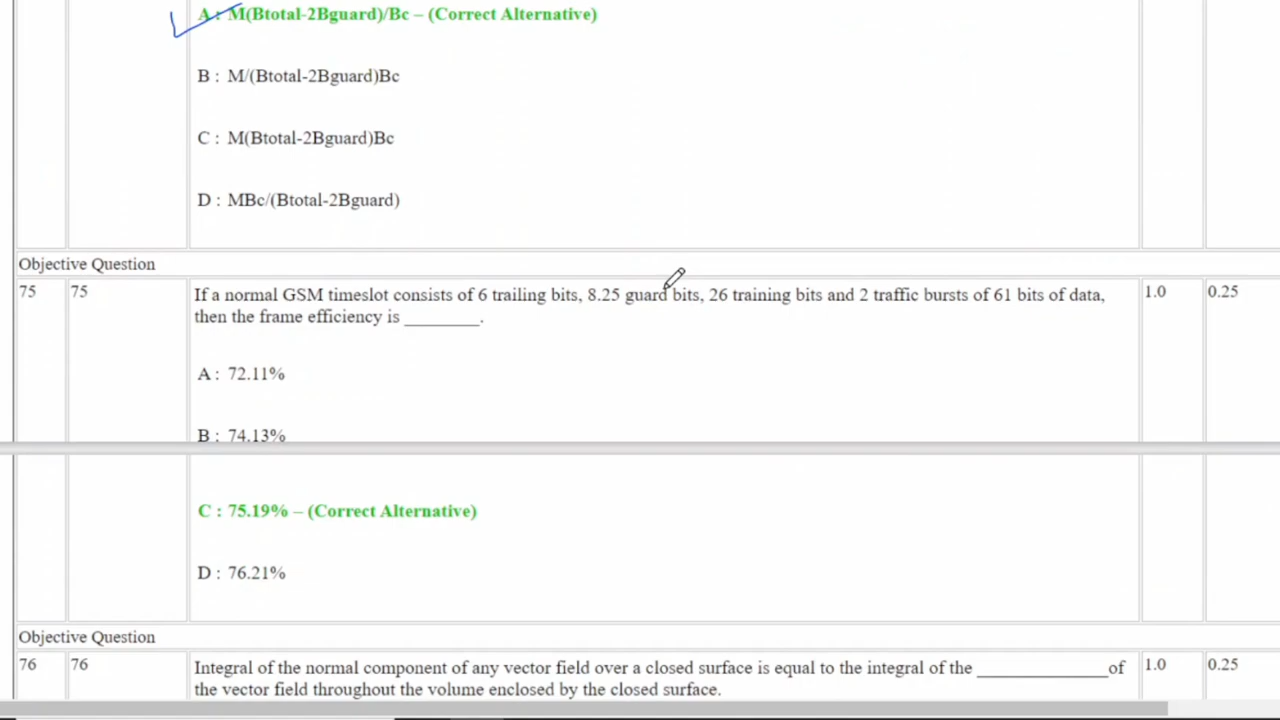 A : M(Btotal-2Bguard)/Bc – (Correct Alternative)
B : M/(Btotal-2Bguard)Bc
C : M(Btotal-2Bguard)Bc
D : MBc/(Btotal-2Bguard)
Objective Question
75 75 If a normal GSM timeslot consists of 6 trailing bits, 8.25 guard bits, 26 training bits and 2 traffic bursts of 61 bits of data, 1.0 0.25
then the frame efficiency is ________.
A : 72.11%
B : 74.13%
C : 75.19% – (Correct Alternative)
D : 76.21%
Objective Question
76 76 Integral of the normal component of any vector field over a closed surface is equal to the integral of the ______________of 1.0 0.25
the vector field throughout the volume enclosed by the closed surface.